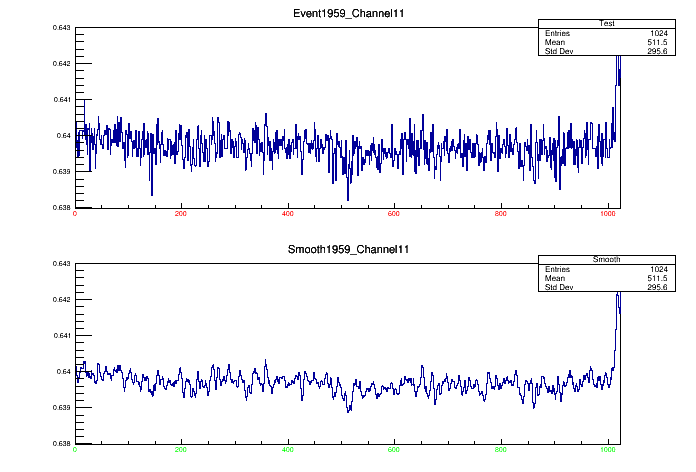 Event1959_Channel11
Test
Entries 1024
Mean 511.5
Std Dev 295.6
0.643
0.642
0.641
0.64
0.639
0.638
0 200 400 600 800 1000
Smooth1959_Channel11
Smooth
Entries 1024
Mean 511.5
Std Dev 295.6
0.643
0.642
0.641
0.64
0.639
0.638
0 200 400 600 800 1000